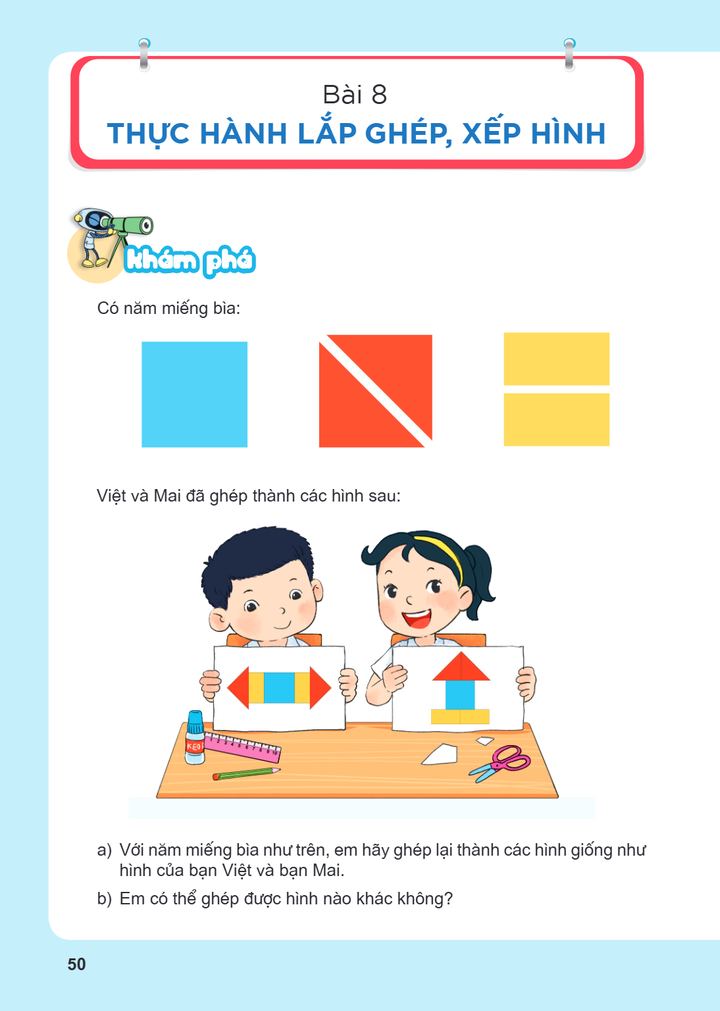 Bài 8
THỰC HÀNH LẮP GHÉP, XẾP HÌNH
Khám phá
Có năm miếng bìa:
Việt và Mai đã ghép thành các hình sau:
KEO
a) Với năm miếng bìa như trên, em hãy ghép lại thành các hình giống như
hình của bạn Việt và bạn Mai.
b) Em có thể ghép được hình nào khác không?
50